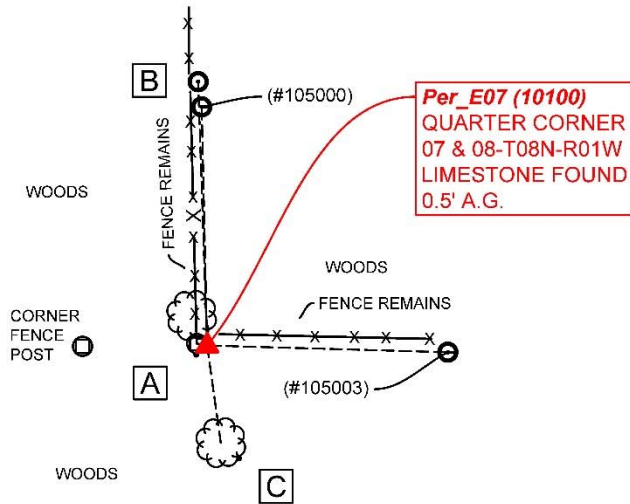 B
(#105000)
Per_E07 (10100)
QUARTER CORNER
07 & 08-T08N-R01W
LIMESTONE FOUND
0.5' A.G.
WOODS
FENCE REMAINS
WOODS
FENCE REMAINS
CORNER
FENCE
POST
A
(#105003)
WOODS
C